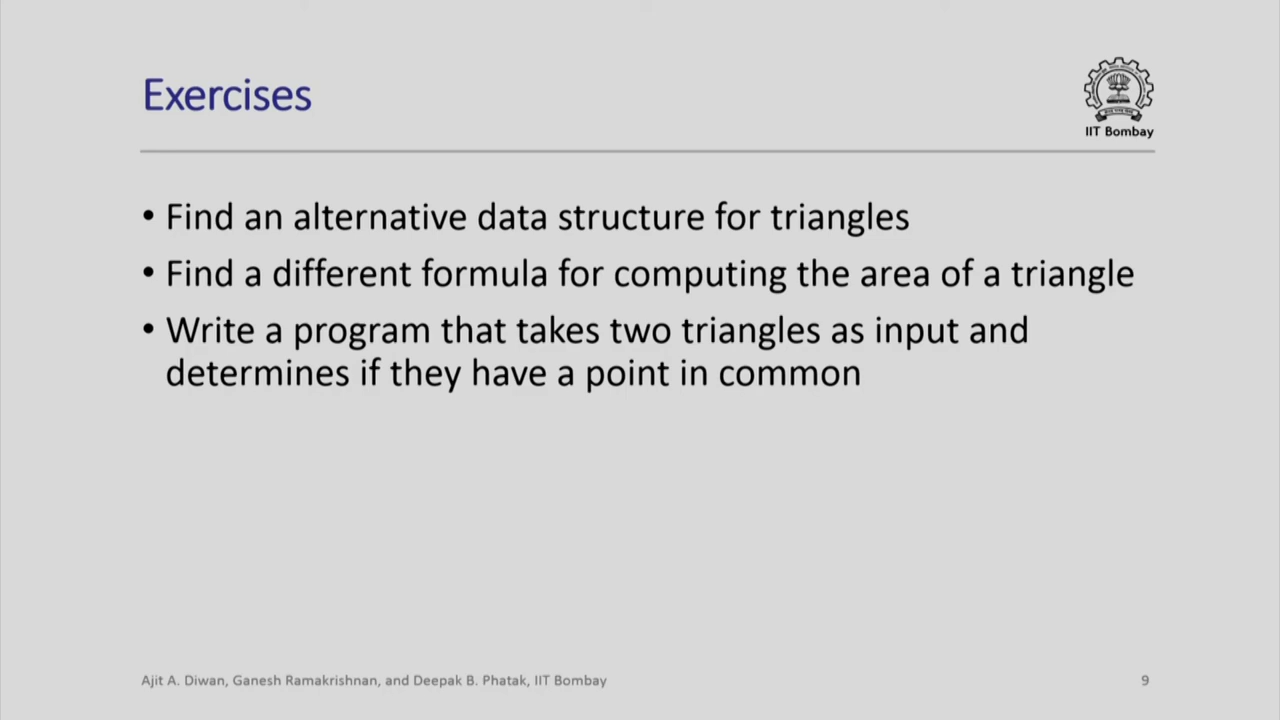 Exercises
IIT Bombay
• Find an alternative data structure for triangles
• Find a different formula for computing the area of a triangle
• Write a program that takes two triangles as input and
determines if they have a point in common
Ajit A. Diwan, Ganesh Ramakrishnan, and Deepak B. Phatak, IIT Bombay
9